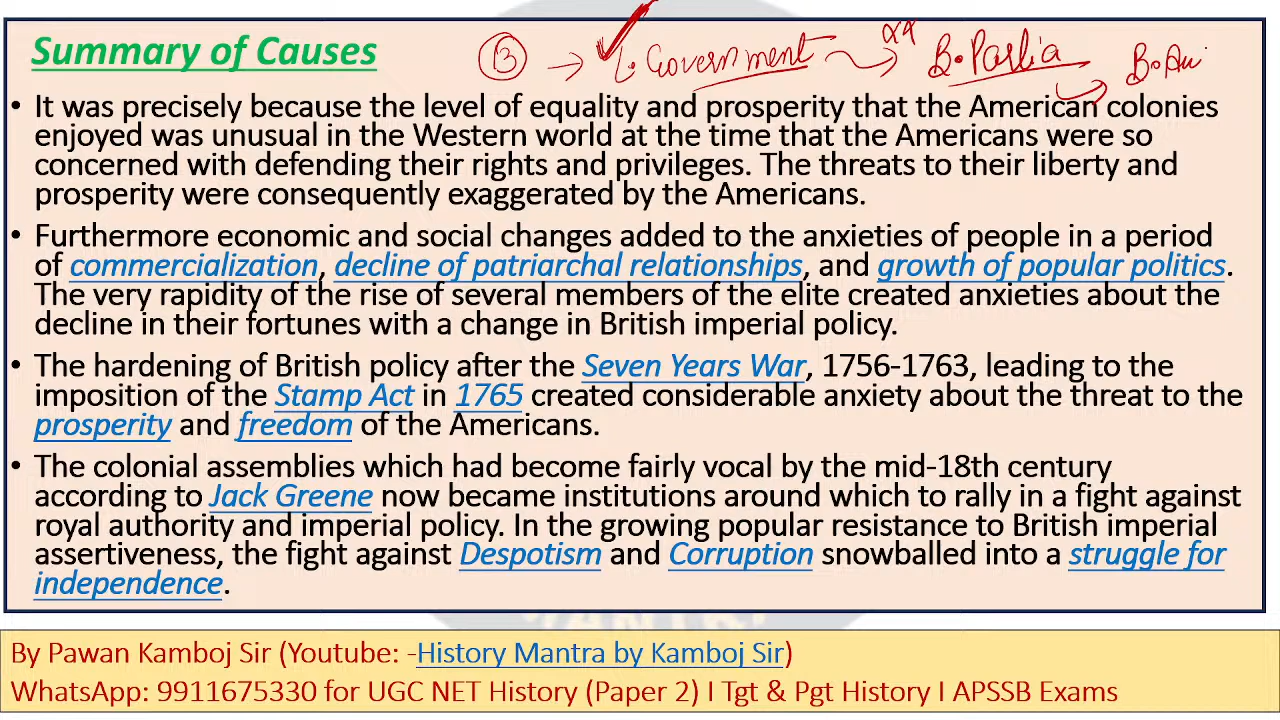 Summary of Causes
B → L. Government → B. Parlia → B. Au
• It was precisely because the level of equality and prosperity that the American colonies
enjoyed was unusual in the Western world at the time that the Americans were so
concerned with defending their rights and privileges. The threats to their liberty and
prosperity were consequently exaggerated by the Americans.
• Furthermore economic and social changes added to the anxieties of people in a period
of commercialization, decline of patriarchal relationships, and growth of popular politics.
The very rapidity of the rise of several members of the elite created anxieties about the
decline in their fortunes with a change in British imperial policy.
• The hardening of British policy after the Seven Years War, 1756-1763, leading to the
imposition of the Stamp Act in 1765 created considerable anxiety about the threat to the
prosperity and freedom of the Americans.
• The colonial assemblies which had become fairly vocal by the mid-18th century
according to Jack Greene now became institutions around which to rally in a fight against
royal authority and imperial policy. In the growing popular resistance to British imperial
assertiveness, the fight against Despotism and Corruption snowballed into a struggle for
independence.
By Pawan Kamboj Sir (Youtube: -History Mantra by Kamboj Sir)
WhatsApp: 9911675330 for UGC NET History (Paper 2) I Tgt & Pgt History I APSSB Exams